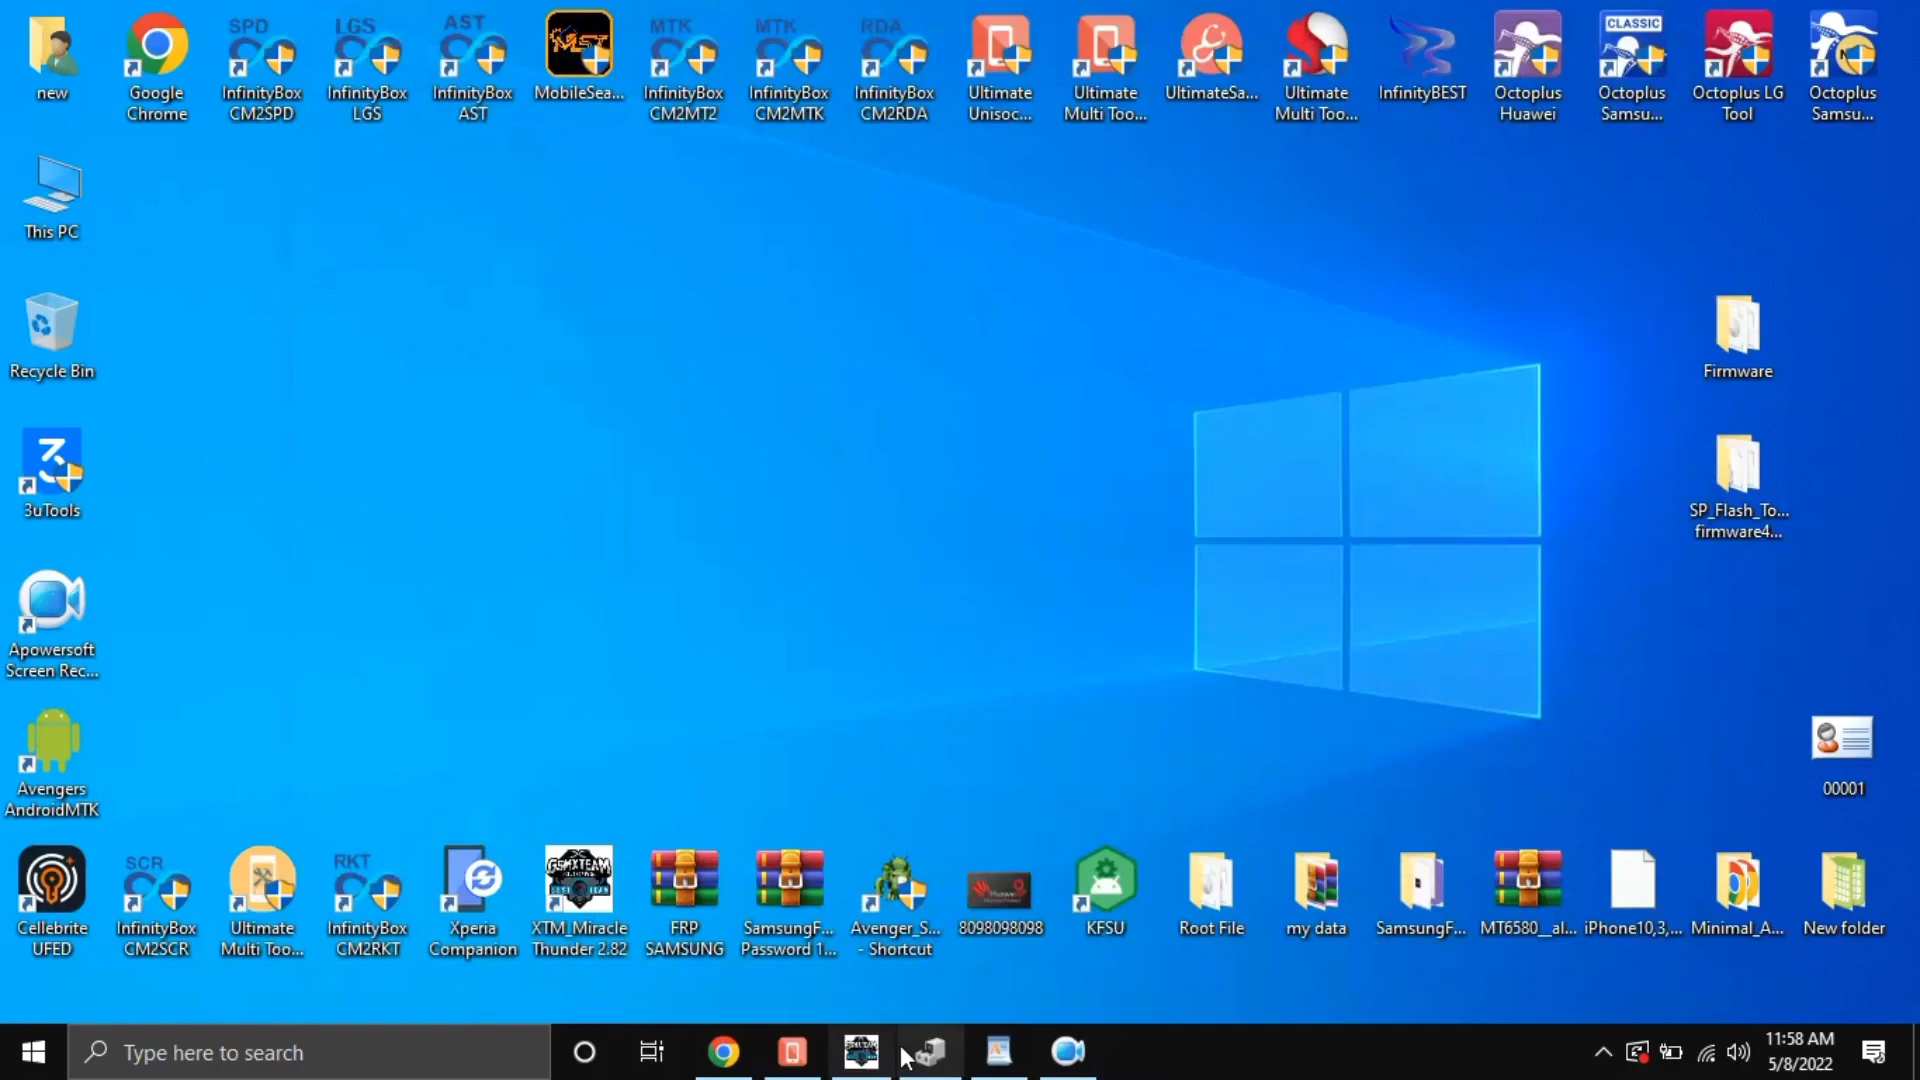 SPD
LGS
AST
MTK
MTK
RDA
CLASSIC
new
Google
Chrome
InfinityBox
CM2SPD
InfinityBox
LGS
InfinityBox
AST
MobileSea...
InfinityBox
CM2MT2
InfinityBox
CM2MTK
InfinityBox
CM2RDA
Ultimate
Unisoc...
Ultimate
Multi Too...
UltimateSa...
Ultimate
Multi Too...
InfinityBEST
Octoplus
Huawei
Octoplus
Samsu...
Octoplus LG
Tool
Octoplus
Samsu...
This PC
Recycle Bin
Firmware
3uTools
SP_Flash_To...
firmware4...
Apowersoft
Screen Rec...
Avengers
AndroidMTK
00001
SCR
RKT
Cellebrite
UFED
InfinityBox
CM2SCR
Ultimate
Multi Too...
InfinityBox
CM2RKT
Xperia
Companion
XTM_Miracle
Thunder 2.82
FRP
SAMSUNG
SamsungF...
Password 1...
Avenger_S...
- Shortcut
8098098098
KFSU
Root File
my data
SamsungF...
MT6580__al...
iPhone10,3,...
Minimal_A...
New folder
Type here to search
11:58 AM
5/8/2022